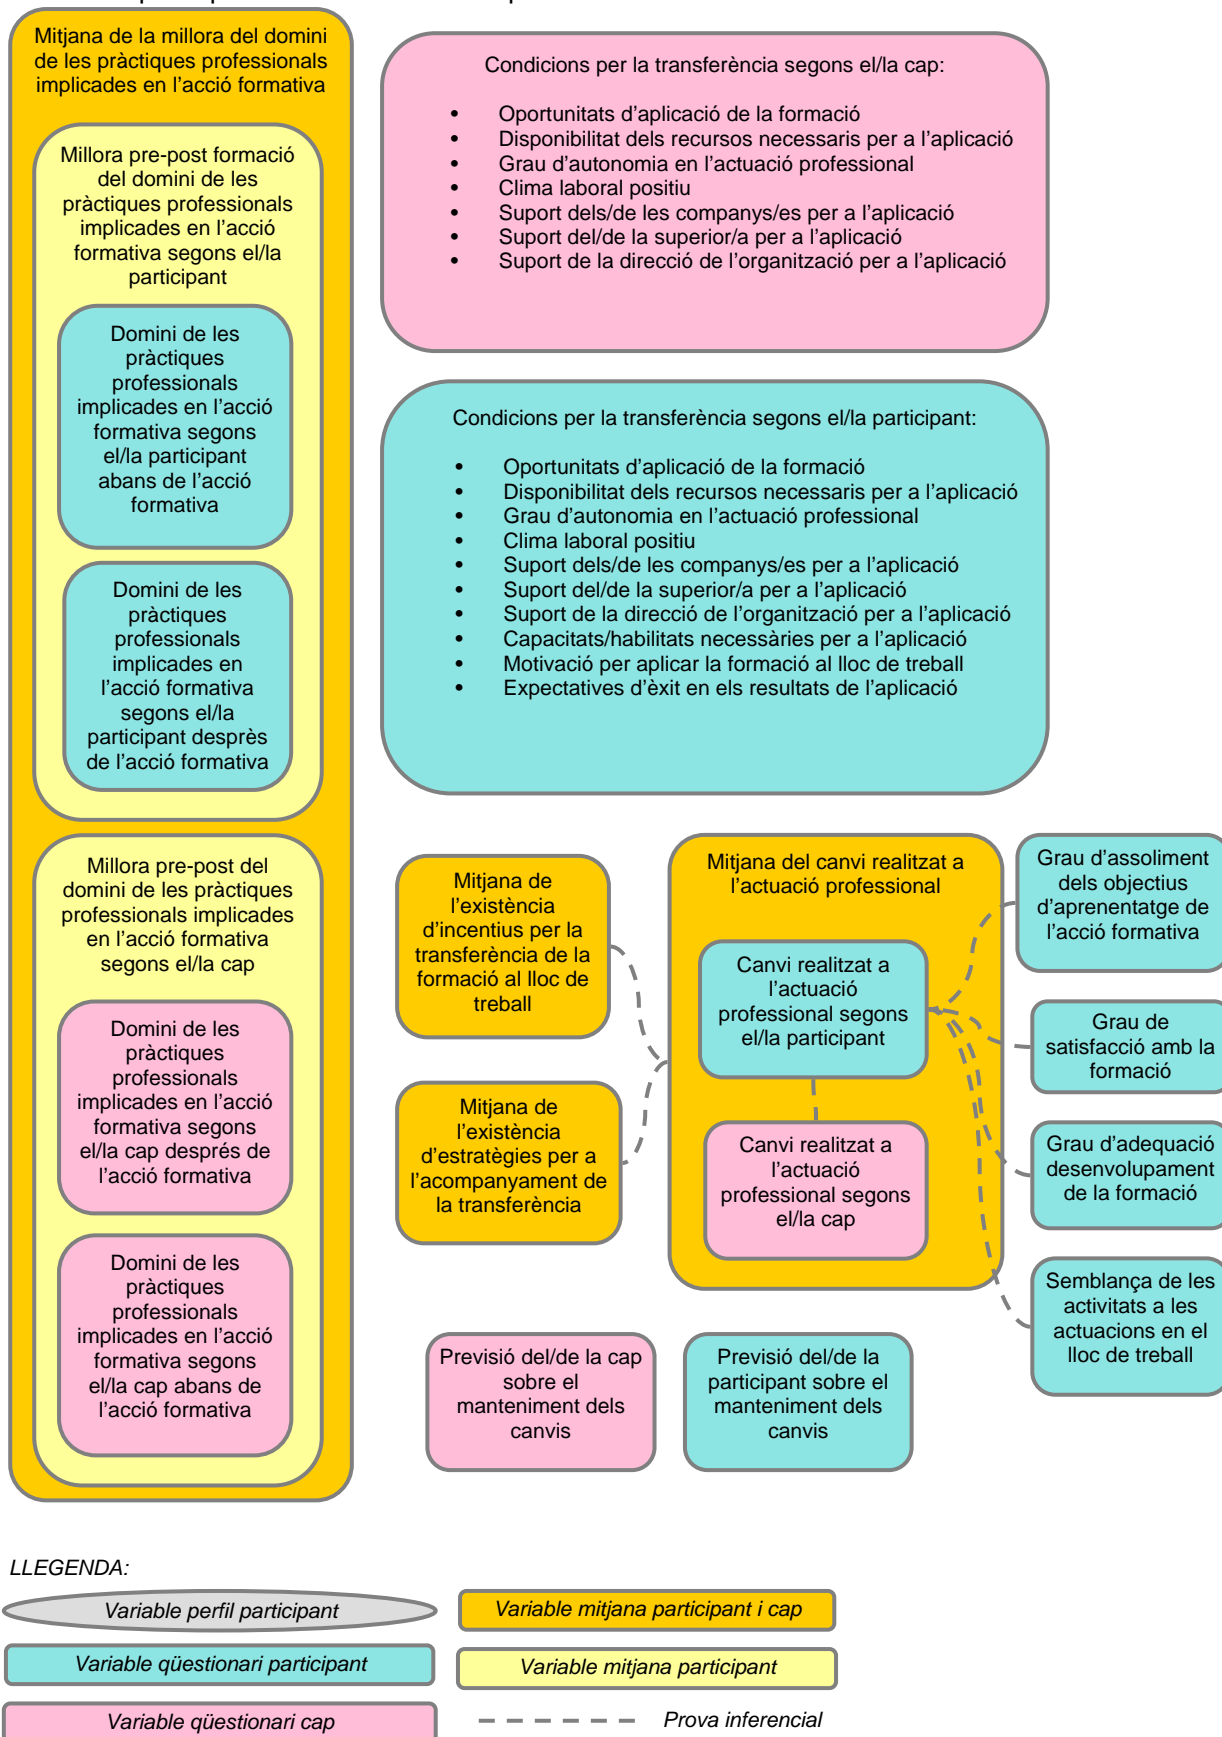 Mitjana de la millora del domini
de les pràctiques professionals
implicades en l’acció formativa
Millora pre-post formació
del domini de les
pràctiques professionals
implicades en l’acció
formativa segons el/la
participant
Domini de les
pràctiques
professionals
implicades en l’acció
formativa segons
el/la participant
abans de l’acció
formativa
Domini de les
pràctiques
professionals
implicades en
l’acció formativa
segons el/la
participant desprès
de l’acció formativa
Millora pre-post del
domini de les pràctiques
professionals implicades
en l’acció formativa
segons el/la cap
Domini de les
pràctiques
professionals
implicades en l’acció
formativa segons
el/la cap després de
l’acció formativa
Domini de les
pràctiques
professionals
implicades en l’acció
formativa segons
el/la cap abans de
l’acció formativa
Condicions per la transferència segons el/la cap:
• Oportunitats d’aplicació de la formació
• Disponibilitat dels recursos necessaris per a l’aplicació
• Grau d’autonomia en l’actuació professional
• Clima laboral positiu
• Suport dels/de les companys/es per a l’aplicació
• Suport del/de la superior/a per a l’aplicació
• Suport de la direcció de l’organització per a l’aplicació
Condicions per la transferència segons el/la participant:
• Oportunitats d’aplicació de la formació
• Disponibilitat dels recursos necessaris per a l’aplicació
• Grau d’autonomia en l’actuació professional
• Clima laboral positiu
• Suport dels/de les companys/es per a l’aplicació
• Suport del/de la superior/a per a l’aplicació
• Suport de la direcció de l’organització per a l’aplicació
• Capacitats/habilitats necessàries per a l’aplicació
• Motivació per aplicar la formació al lloc de treball
• Expectatives d’èxit en els resultats de l’aplicació
Mitjana de
l’existència
d’incentius per la
transferència de la
formació al lloc de
treball
Mitjana de
l’existència
d’estratègies per a
l’acompanyament de
la transferència
Mitjana del canvi realitzat a
l’actuació professional
Canvi realitzat a
l’actuació
professional segons
el/la participant
Canvi realitzat a
l’actuació
professional segons
el/la cap
Grau d’assoliment
dels objectius
d’aprenentatge de
l’acció formativa
Grau de
satisfacció amb la
formació
Grau d’adequació
desenvolupament
de la formació
Semblança de les
activitats a les
actuacions en el
lloc de treball
Previsió del/de la cap
sobre el
manteniment dels
canvis
Previsió del/de la
participant sobre el
manteniment dels
canvis
LLEGENDA:
Variable perfil participant
Variable mitjana participant i cap
Variable qüestionari participant
Variable mitjana participant
Variable qüestionari cap
Prova inferencial